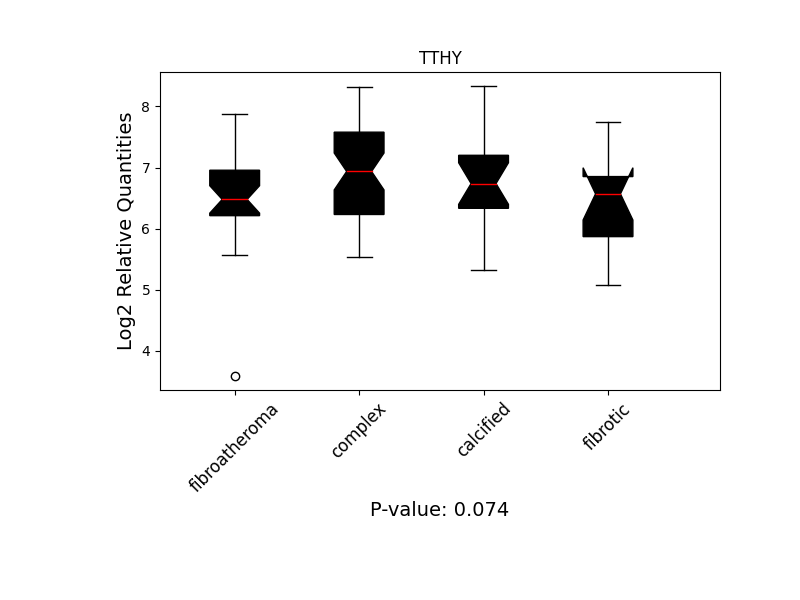 TTHY
Log2 Relative Quantities
8
7
6
5
4
fibroatheroma
complex
calcified
fibrotic
P-value: 0.074